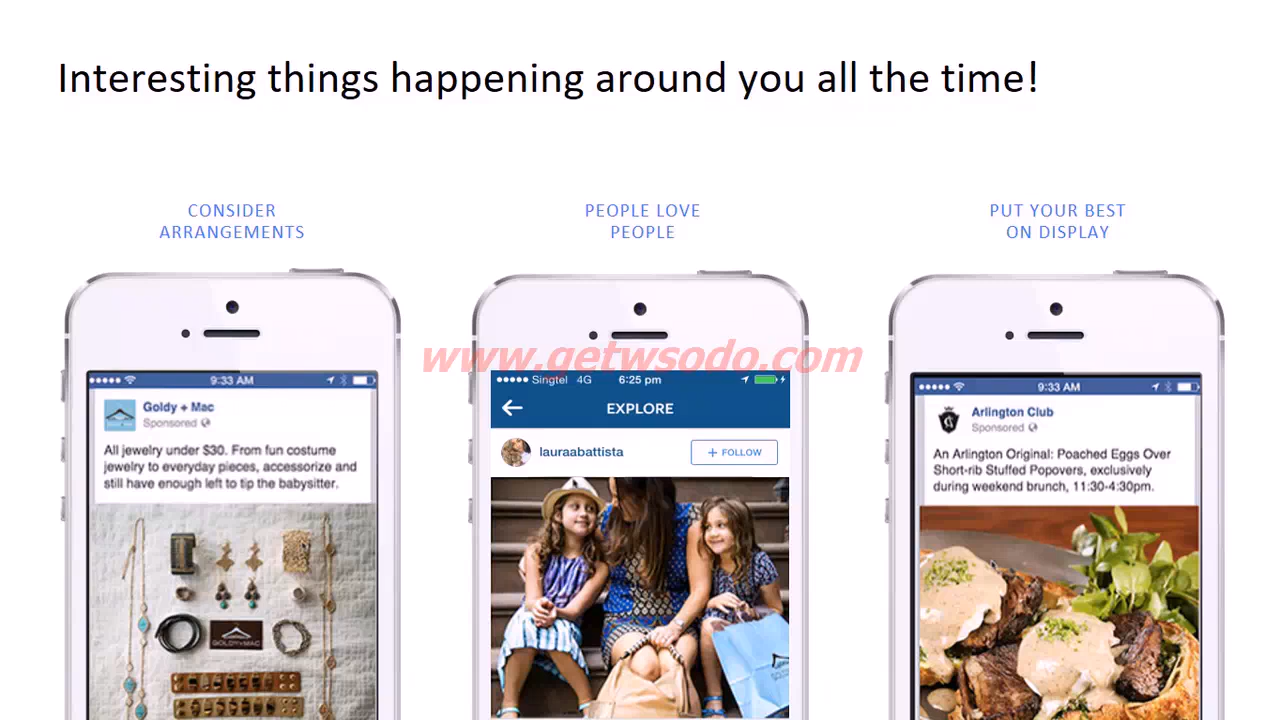 Interesting things happening around you all the time!
CONSIDER
ARRANGEMENTS
PEOPLE LOVE
PEOPLE
PUT YOUR BEST
ON DISPLAY
www.getwsodo.com
9:33 AM
Goldy + Mac
Sponsored
All jewelry under $30. From fun costume
jewelry to everyday pieces, accessorize and
still have enough left to tip the babysitter.
GOLDY+MAC
Singtel 4G 6:25 pm
EXPLORE
lauraabattista
+ FOLLOW
9:33 AM
Arlington Club
Sponsored
An Arlington Original: Poached Eggs Over
Short-rib Stuffed Popovers, exclusively
during weekend brunch, 11:30-4:30pm.